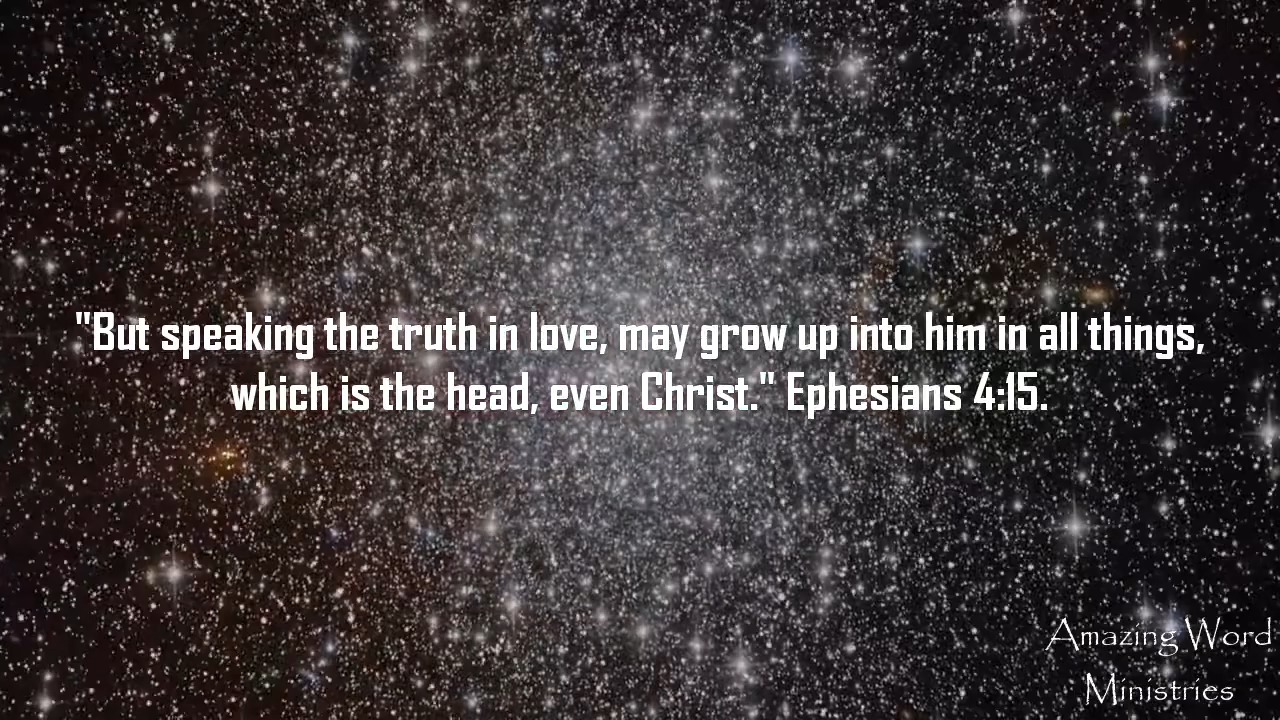 "But speaking the truth in love, may grow up into him in all things,
which is the head, even Christ." Ephesians 4:15.
Amazing Word
Ministries